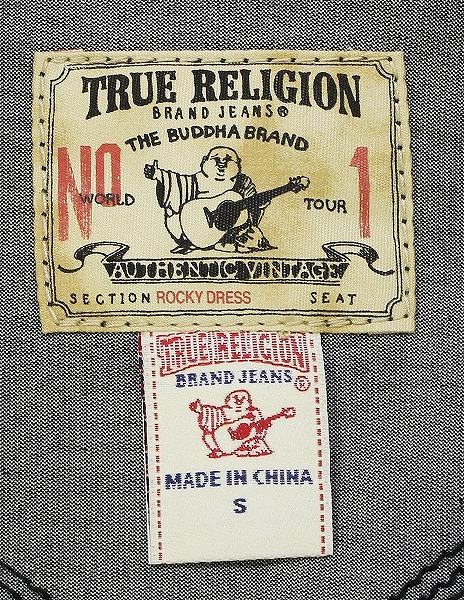 TRUE RELIGION
BRAND JEANS®
THE BUDDHA BRAND
NO 1
WORLD TOUR
AUTHENTIC VINTAGE
SECTION ROCKY DRESS SEAT
TRUE RELIGION
BRAND JEANS ®
MADE IN CHINA
S